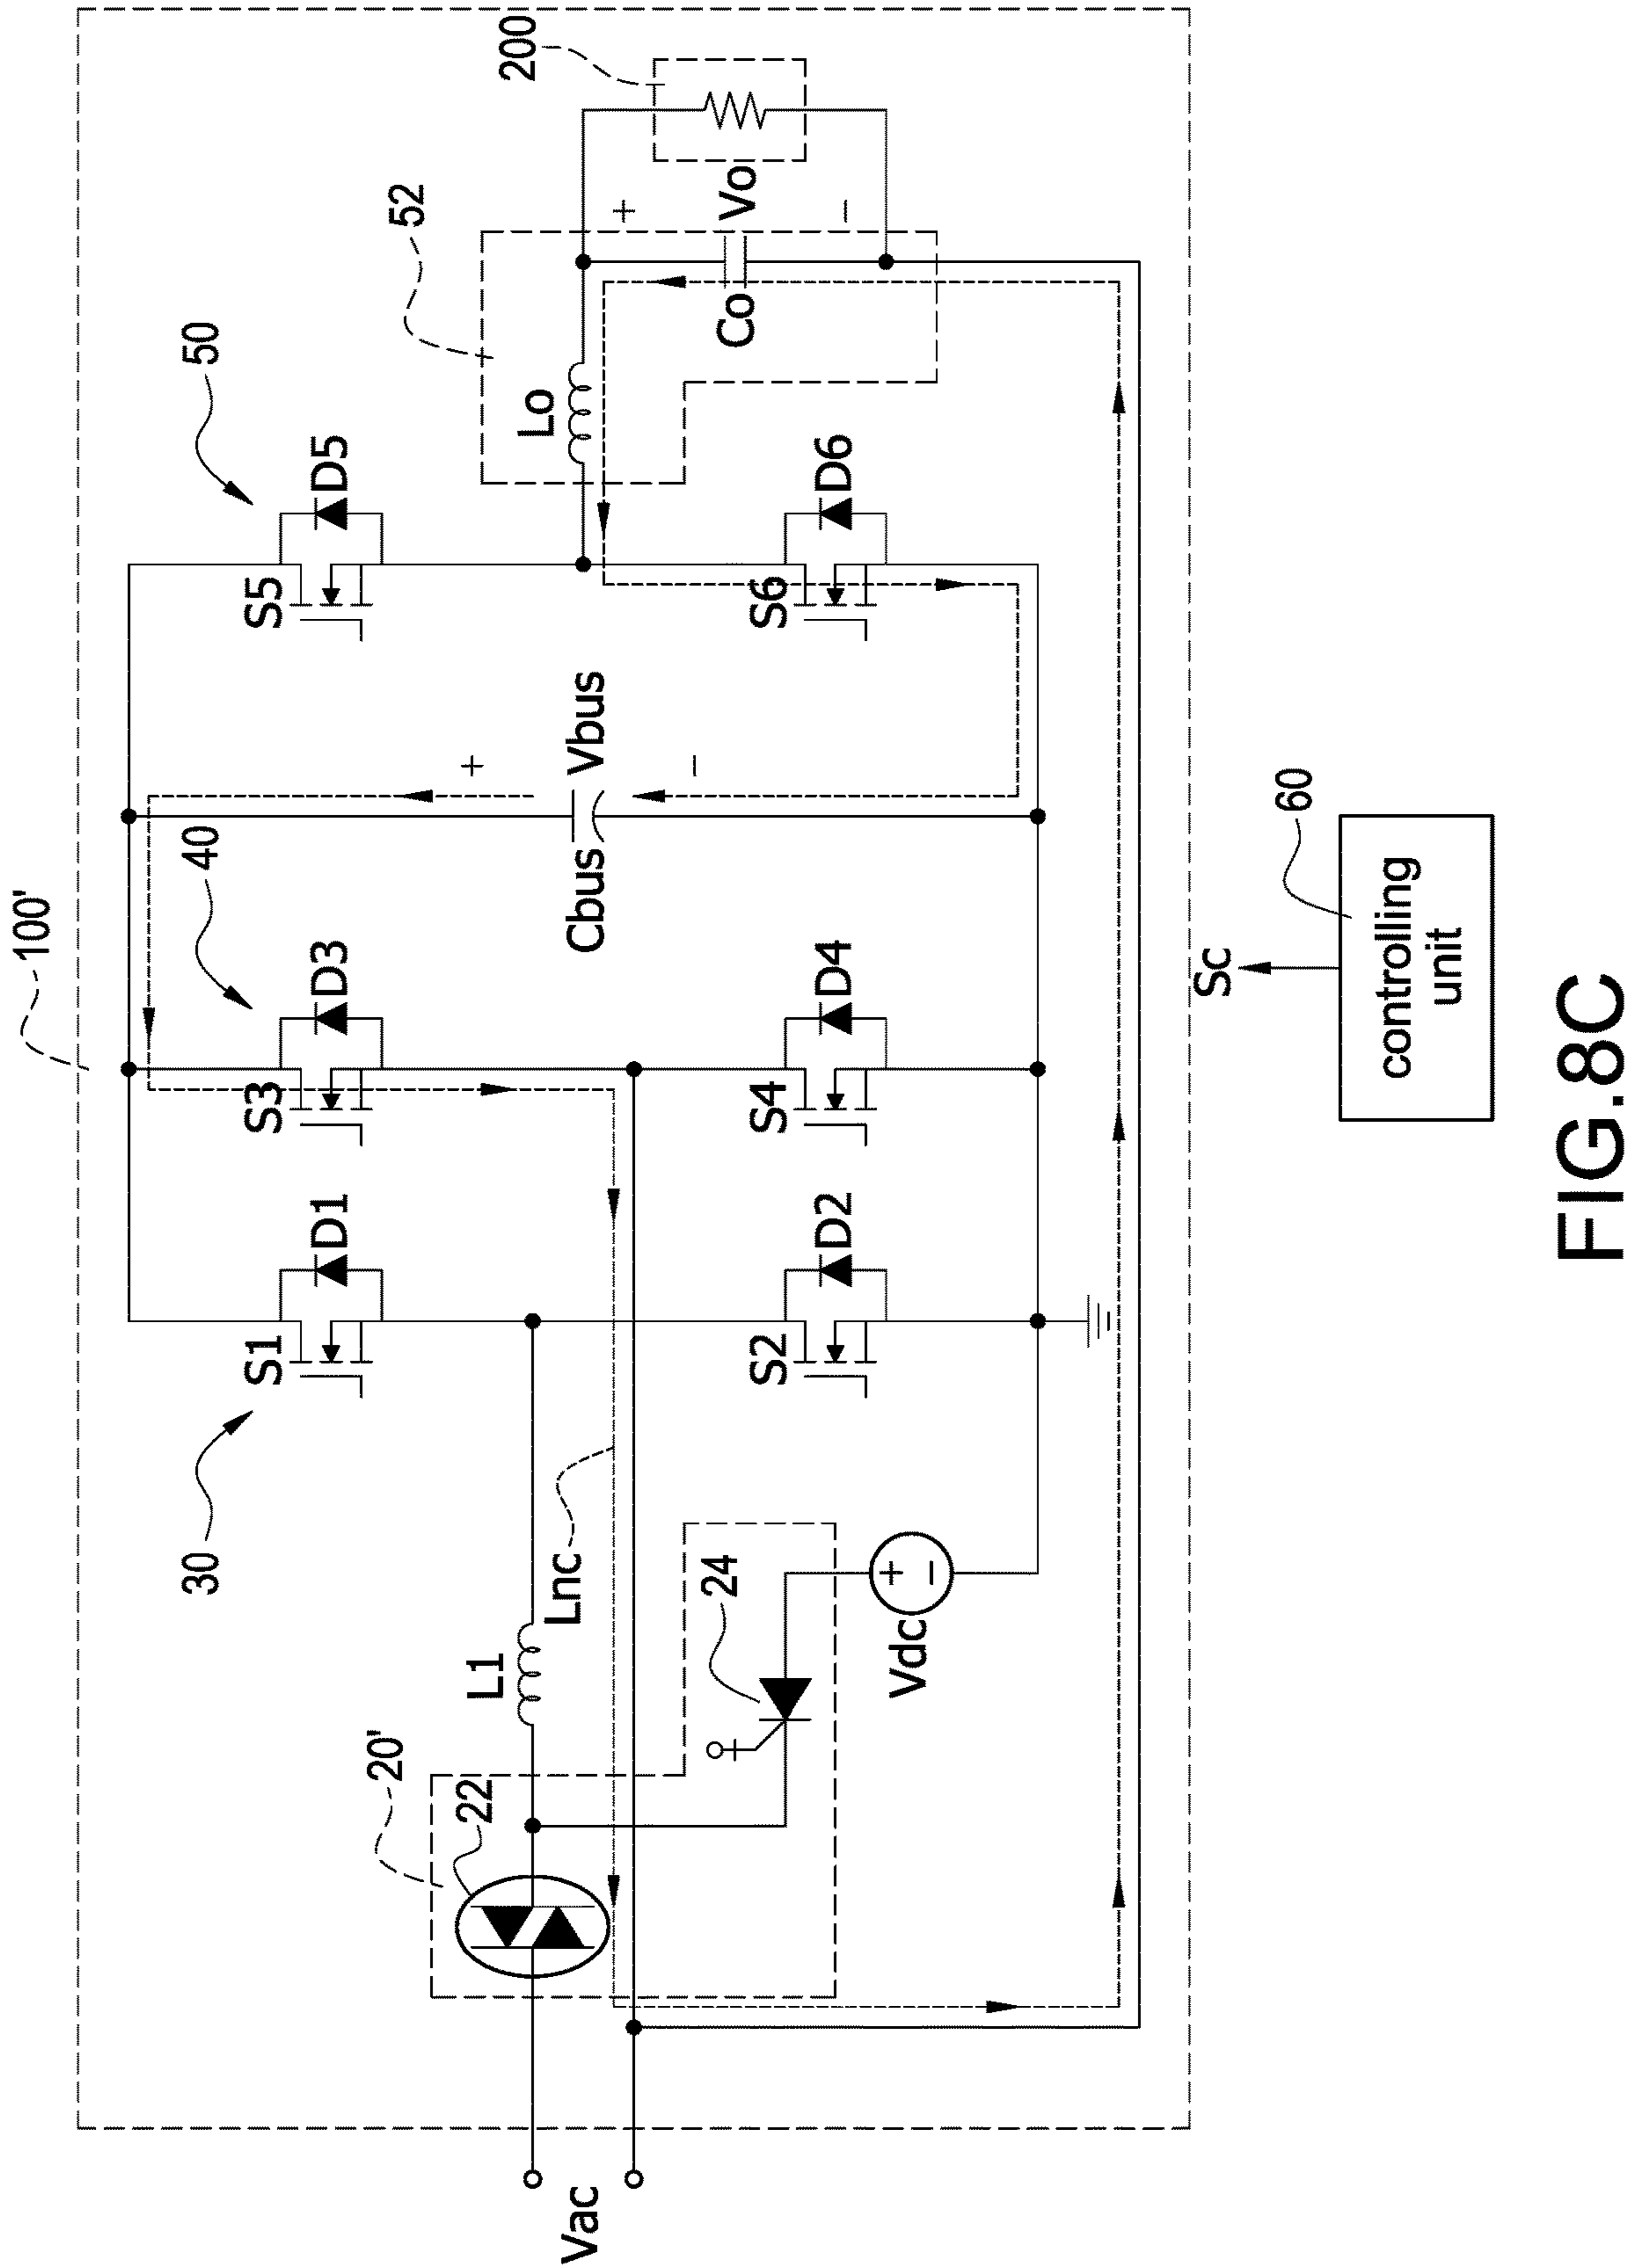 100'
30
40
50
52
200
S1
D1
S3
D3
S5
D5
20'
22
L1
Lnc
Cbus
Vbus
+
−
Lo
Co
Vo
+
−
Vac
24
S2
D2
S4
D4
S6
D6
Vdc
+
−
Sc
60
controlling
unit
FIG.8C